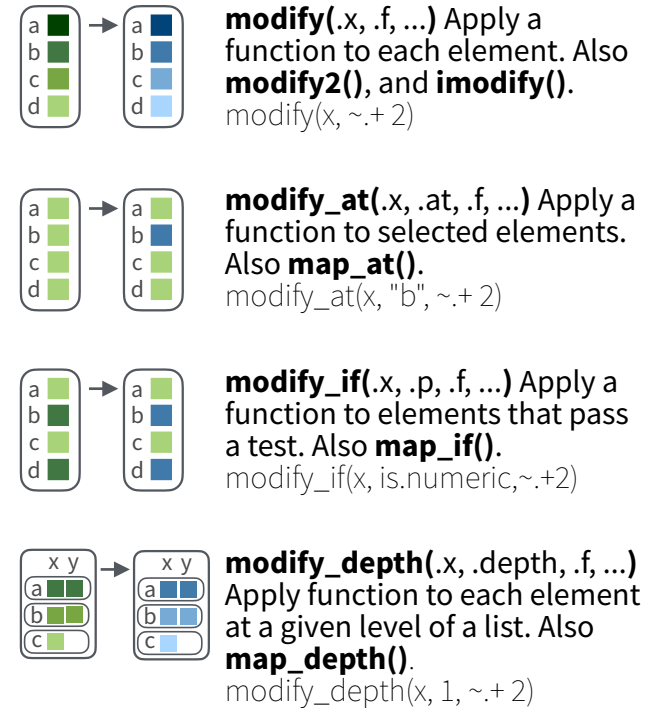 a a
b b
c c
d d
modify(.x, .f, ...) Apply a
function to each element. Also
modify2(), and imodify().
modify(x, ~.+ 2)
a a
b b
c c
d d
modify_at(.x, .at, .f, ...) Apply a
function to selected elements.
Also map_at().
modify_at(x, "b", ~.+ 2)
a a
b b
c c
d d
modify_if(.x, .p, .f, ...) Apply a
function to elements that pass
a test. Also map_if().
modify_if(x, is.numeric,~.+2)
x y x y
a a
b b
c c
modify_depth(.x, .depth, .f, ...)
Apply function to each element
at a given level of a list. Also
map_depth().
modify_depth(x, 1, ~.+ 2)